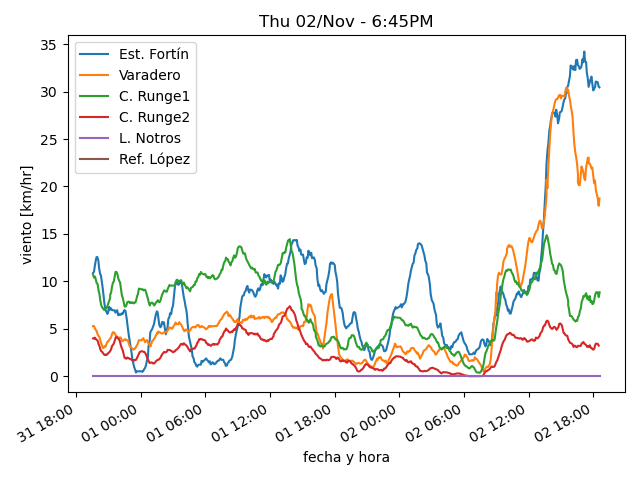 Thu 02/Nov - 6:45PM
35
30
25
20
15
10
5
0
viento [km/hr]
Est. Fortín
Varadero
C. Runge1
C. Runge2
L. Notros
Ref. López
31 18:00
01 00:00
01 06:00
01 12:00
01 18:00
02 00:00
02 06:00
02 12:00
02 18:00
fecha y hora